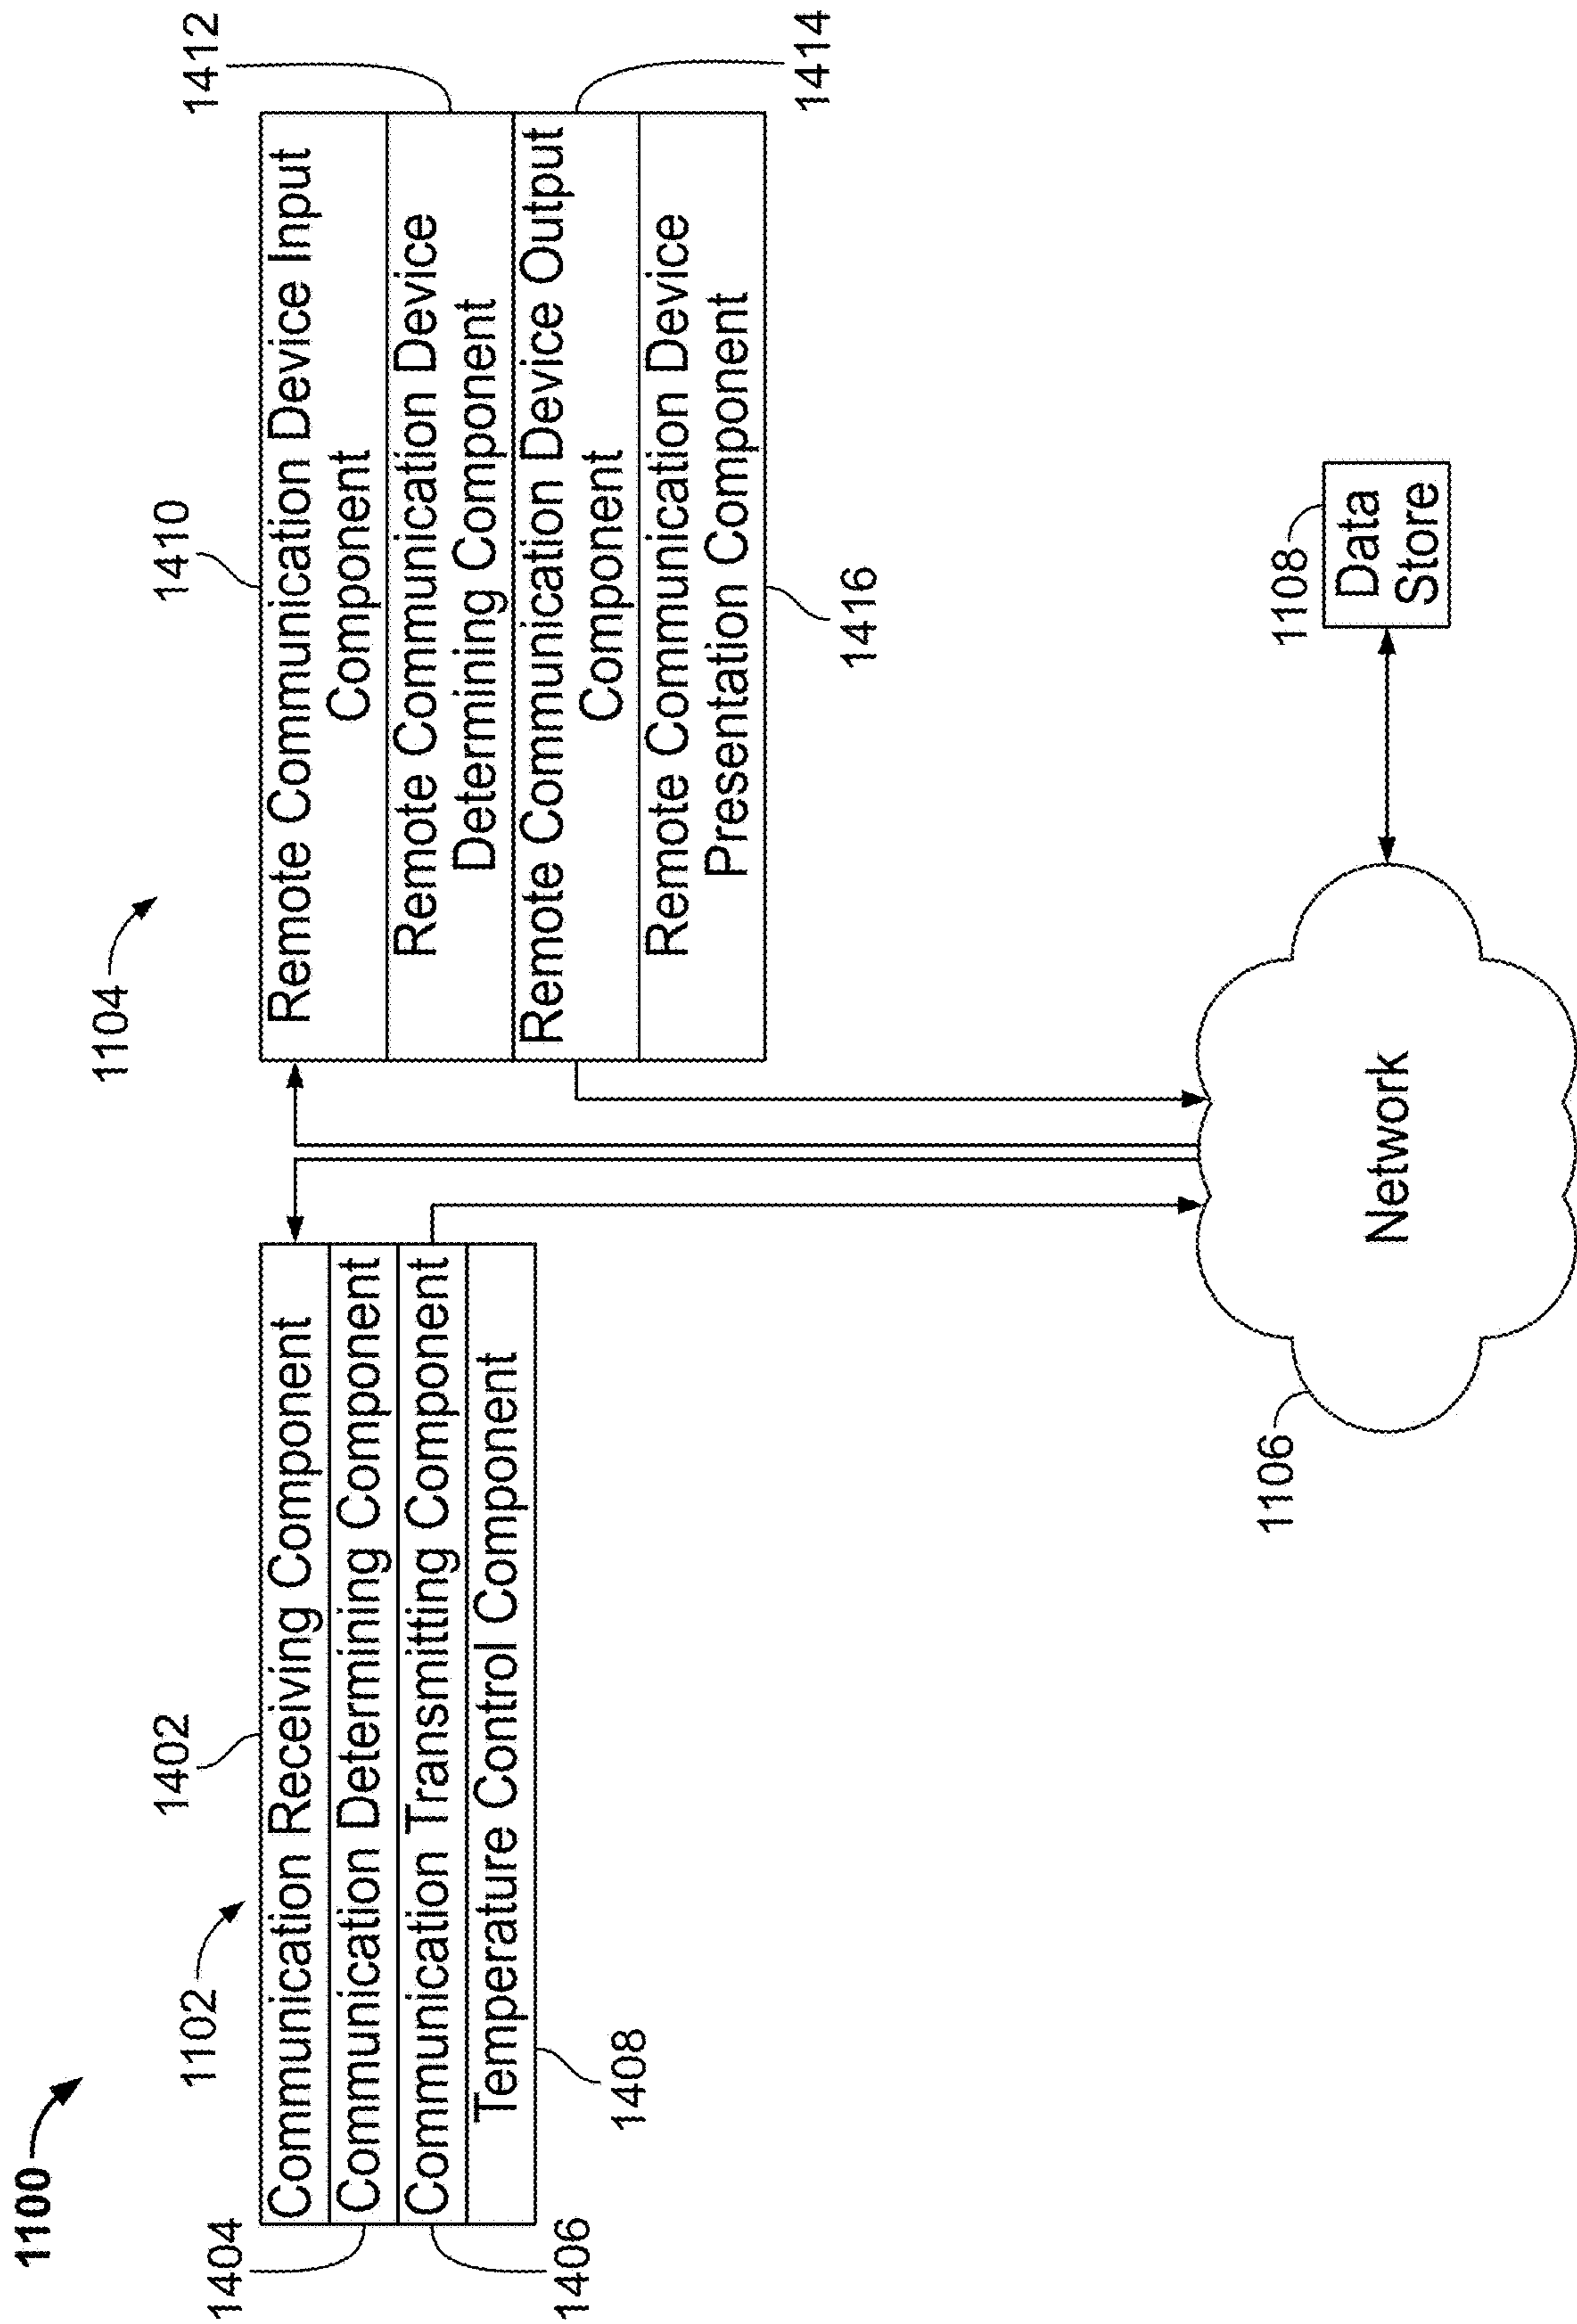 1100
1102
1402
Communication Receiving Component
1404
Communication Determining Component
1406
Communication Transmitting Component
Temperature Control Component
1408
1104
1410
Remote Communication Device Input
Component
1412
Remote Communication Device
Determining Component
Remote Communication Device Output
Component
1414
Remote Communication Device
Presentation Component
1416
1106
Network
1108
Data
Store